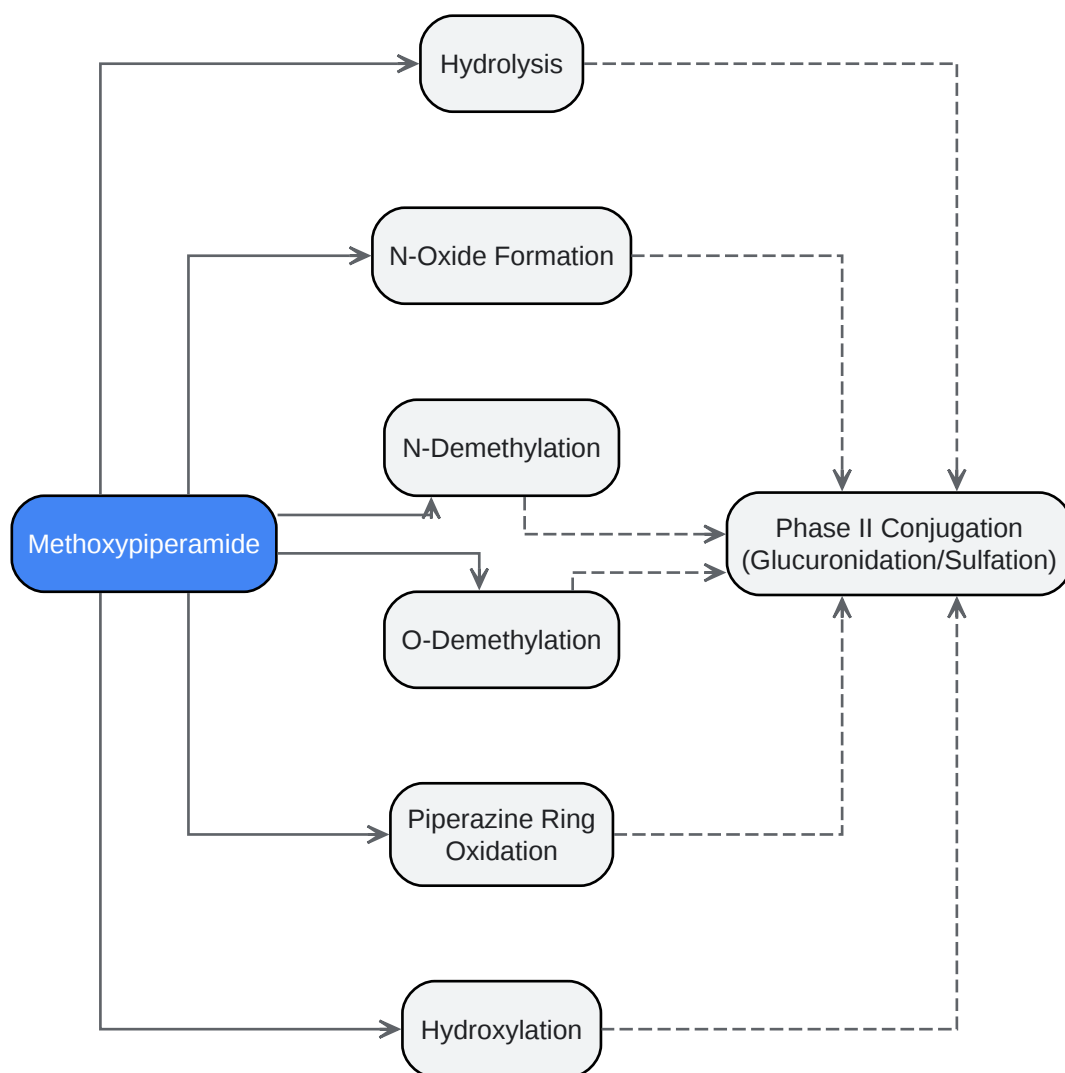 Hydrolysis
N-Oxide Formation
N-Demethylation
Methoxypiperamide
Phase II Conjugation
(Glucuronidation/Sulfation)
O-Demethylation
Piperazine Ring
Oxidation
Hydroxylation